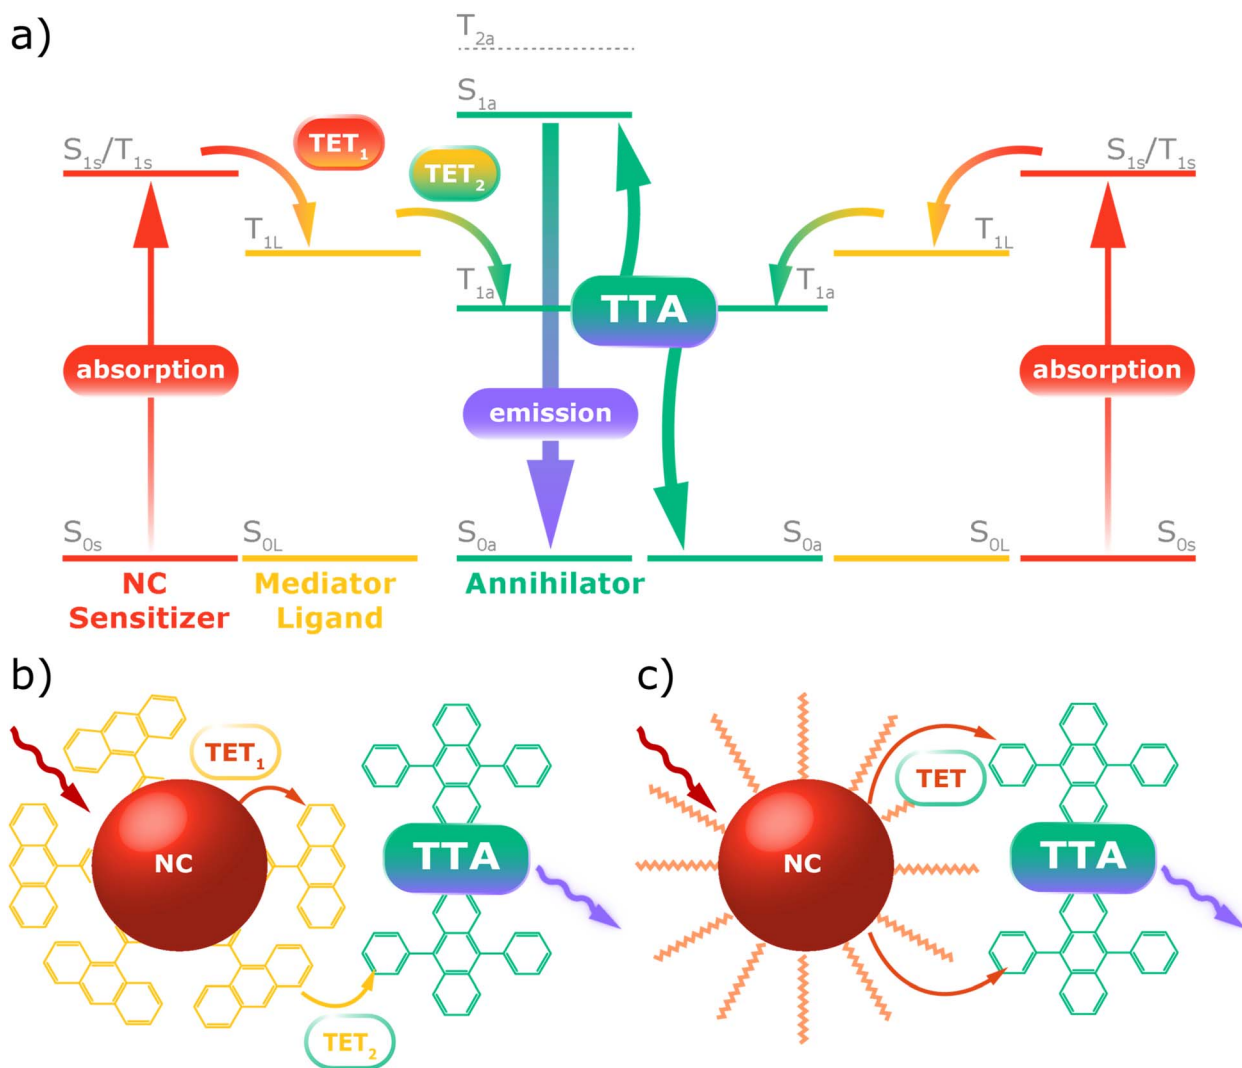 a)
T2a
S1a
S1s/T1s
TET1
TET2
S1s/T1s
T1L
T1L
T1a
TTA
T1a
absorption
absorption
emission
S0s
S0L
S0a
S0a
S0L
S0s
NC
Sensitizer
Mediator
Ligand
Annihilator
b)
TET1
NC
TTA
TET2
c)
TET
NC
TTA